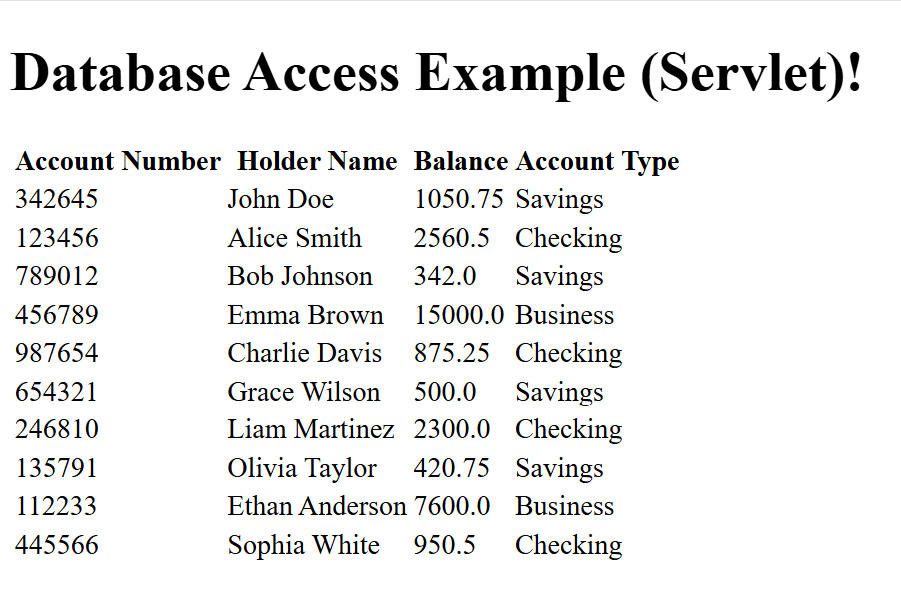 Database Access Example (Servlet)!
Account Number Holder Name Balance Account Type
342645 John Doe 1050.75 Savings
123456 Alice Smith 2560.5 Checking
789012 Bob Johnson 342.0 Savings
456789 Emma Brown 15000.0 Business
987654 Charlie Davis 875.25 Checking
654321 Grace Wilson 500.0 Savings
246810 Liam Martinez 2300.0 Checking
135791 Olivia Taylor 420.75 Savings
112233 Ethan Anderson 7600.0 Business
445566 Sophia White 950.5 Checking